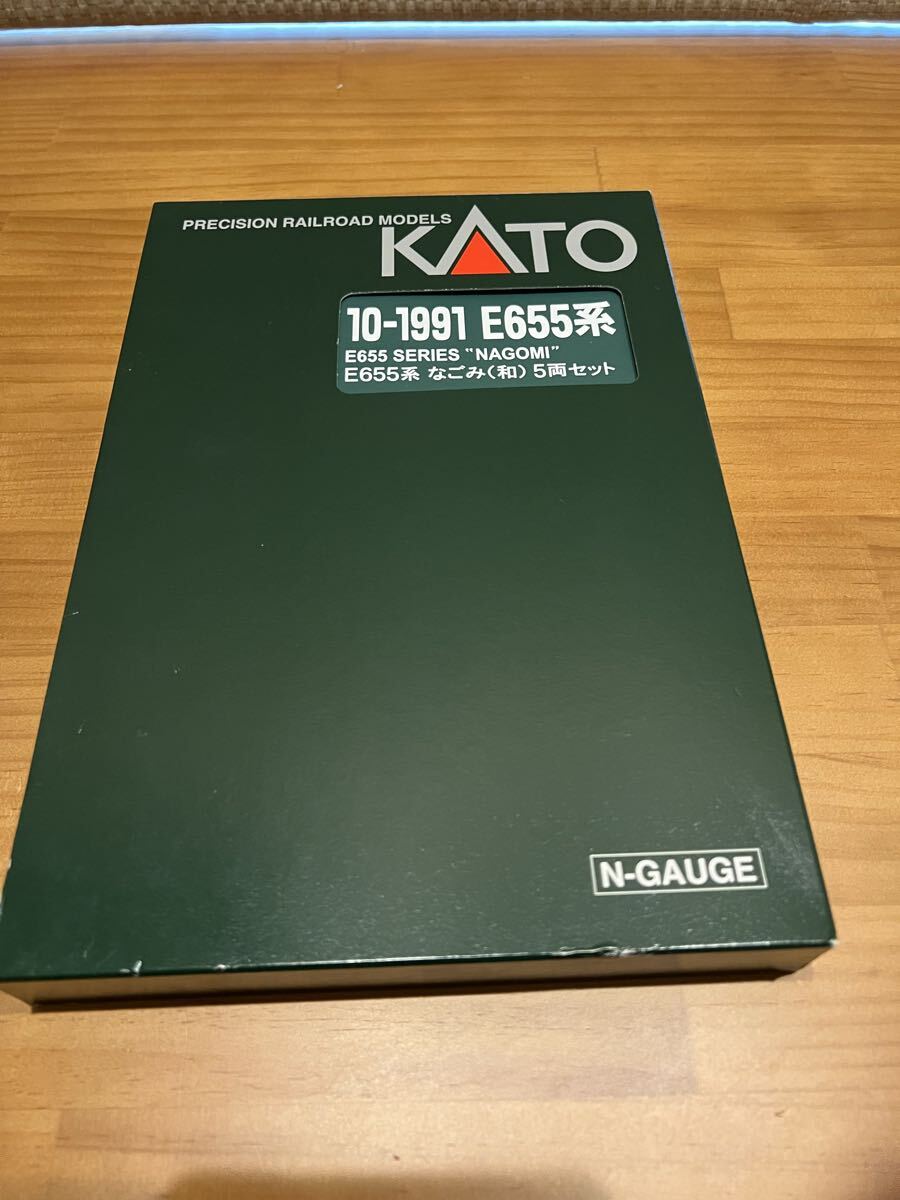 PRECISION RAILROAD MODELS
KATO
10-1991 E655系
E655 SERIES "NAGOMI"
E655系 なごみ(和) 5両セット
N-GAUGE